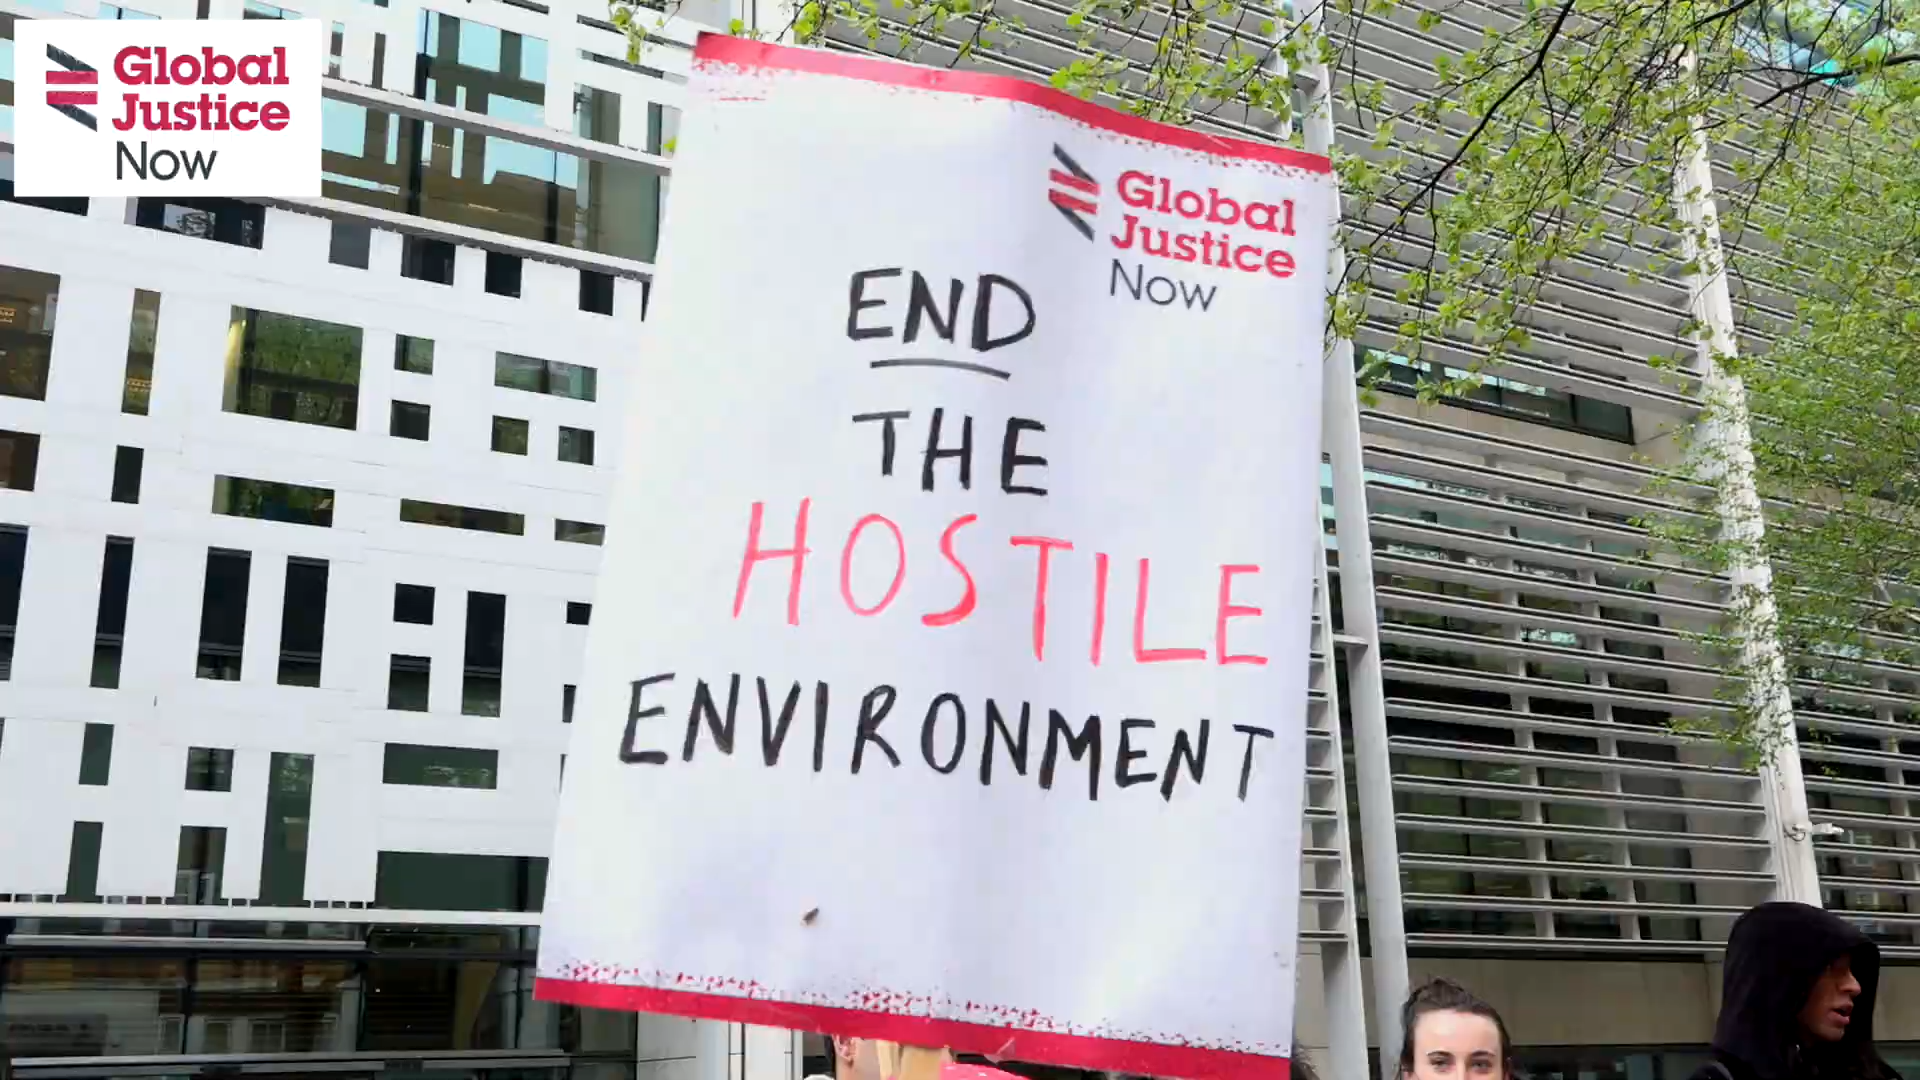 Global
Justice
Now
Global
Justice
Now
END
THE
HOSTILE
ENVIRONMENT